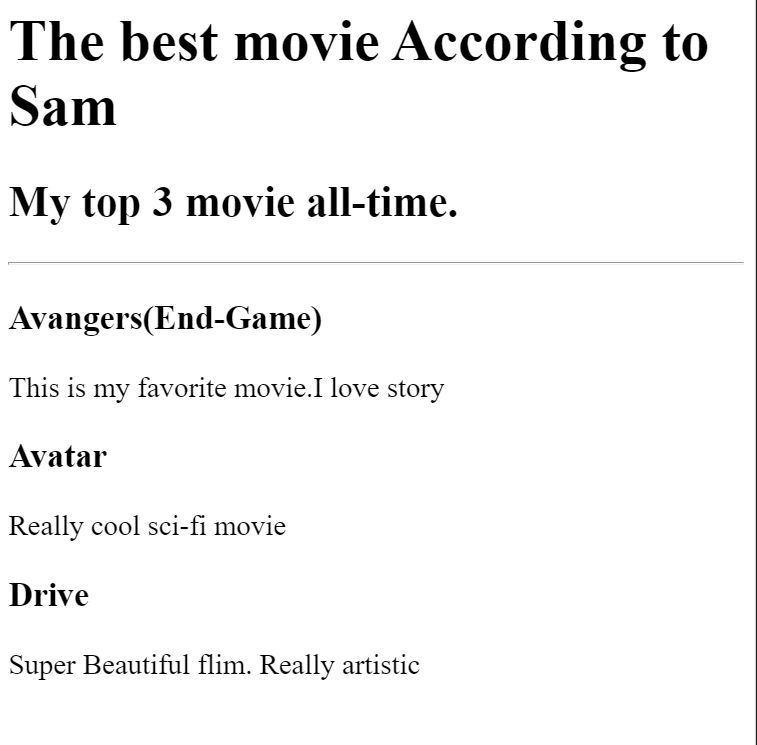 The best movie According to
Sam
My top 3 movie all-time.
Avangers(End-Game)
This is my favorite movie.I love story
Avatar
Really cool sci-fi movie
Drive
Super Beautiful flim. Really artistic